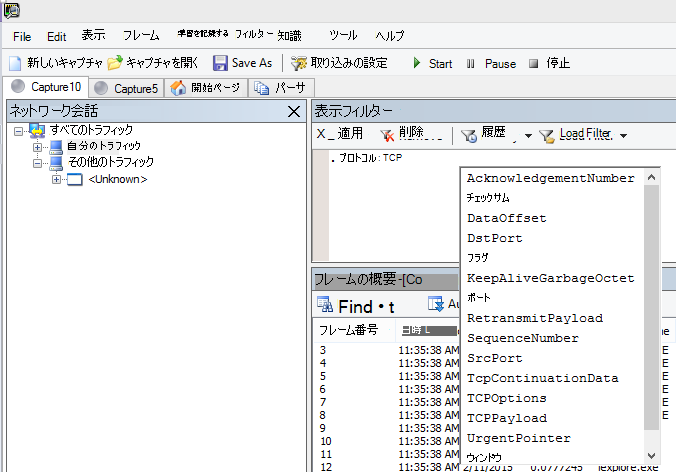 File Edit 表示 フレーム 学習を記録する フィルター 知識 ツール ヘルプ
新しいキャプチャ キャプチャを開く Save As 取り込みの設定 Start Pause 停止
Capture10 Capture5 開始ページ パーサ
ネットワーク会話
すべてのトラフィック
自分のトラフィック
その他のトラフィック
<Unknown>
表示フィルター
X _ 適用 削除 履歴 Load Filter
. プロトコル: TCP
AcknowledgementNumber
チェックサム
DataOffset
DstPort
フラグ
KeepAliveGarbageOctet
ポート
RetransmitPayload
SequenceNumber
SrcPort
TcpContinuationData
TCPOptions
TCPPayload
UrgentPointer
ウィンドウ
フレームの概要 -[Co
Find・t Au
フレーム番号 日時 L
3 11:35:38 AM E
4 11:35:38 AM E
5 11:35:38 AM E
6 11:35:38 AM E
7 11:35:38 AM E
8 11:35:38 AM E
9 11:35:38 AM
10 11:35:38 AM
11 11:35:38 AM
12 11:35:38 AM 2/11/2015 0.0777245 iexplore.exe